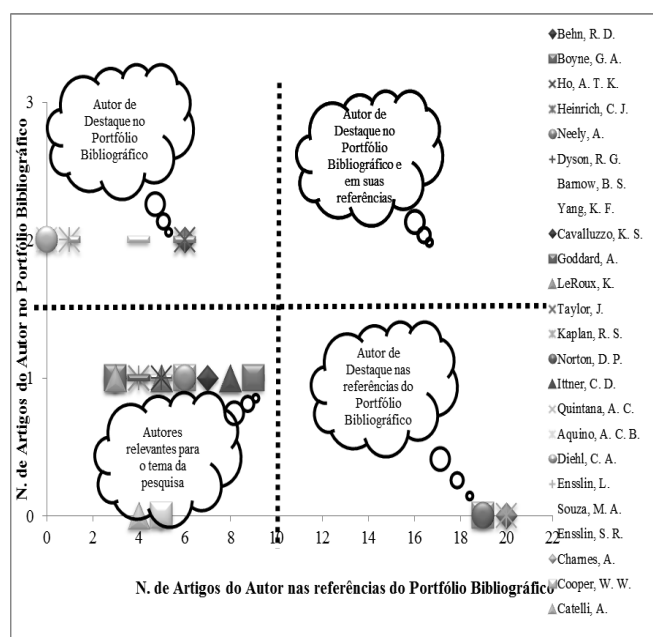 N. de Artigos do Autor no Portfólio Bibliográfico
3
2
1
0
Autor de
Destaque no
Portfólio
Bibliográfico
Autor de
Destaque no
Portfólio
Bibliográfico e
em suas
referências
Autores
relevantes para
o tema da
pesquisa
Autor de
Destaque nas
referências do
Portfólio
Bibliográfico
0 2 4 6 8 10 12 14 16 18 20 22
N. de Artigos do Autor nas referências do Portfólio Bibliográfico
Behn, R. D.
Boyne, G. A.
Ho, A. T. K.
Heinrich, C. J.
Neely, A.
Dyson, R. G.
Barnow, B. S.
Yang, K. F.
Cavalluzzo, K. S.
Goddard, A.
LeRoux, K.
Taylor, J.
Kaplan, R. S.
Norton, D. P.
Ittner, C. D.
Quintana, A. C.
Aquino, A. C. B.
Diehl, C. A.
Ensslin, L.
Souza, M. A.
Ensslin, S. R.
Charnes, A.
Cooper, W. W.
Catelli, A.